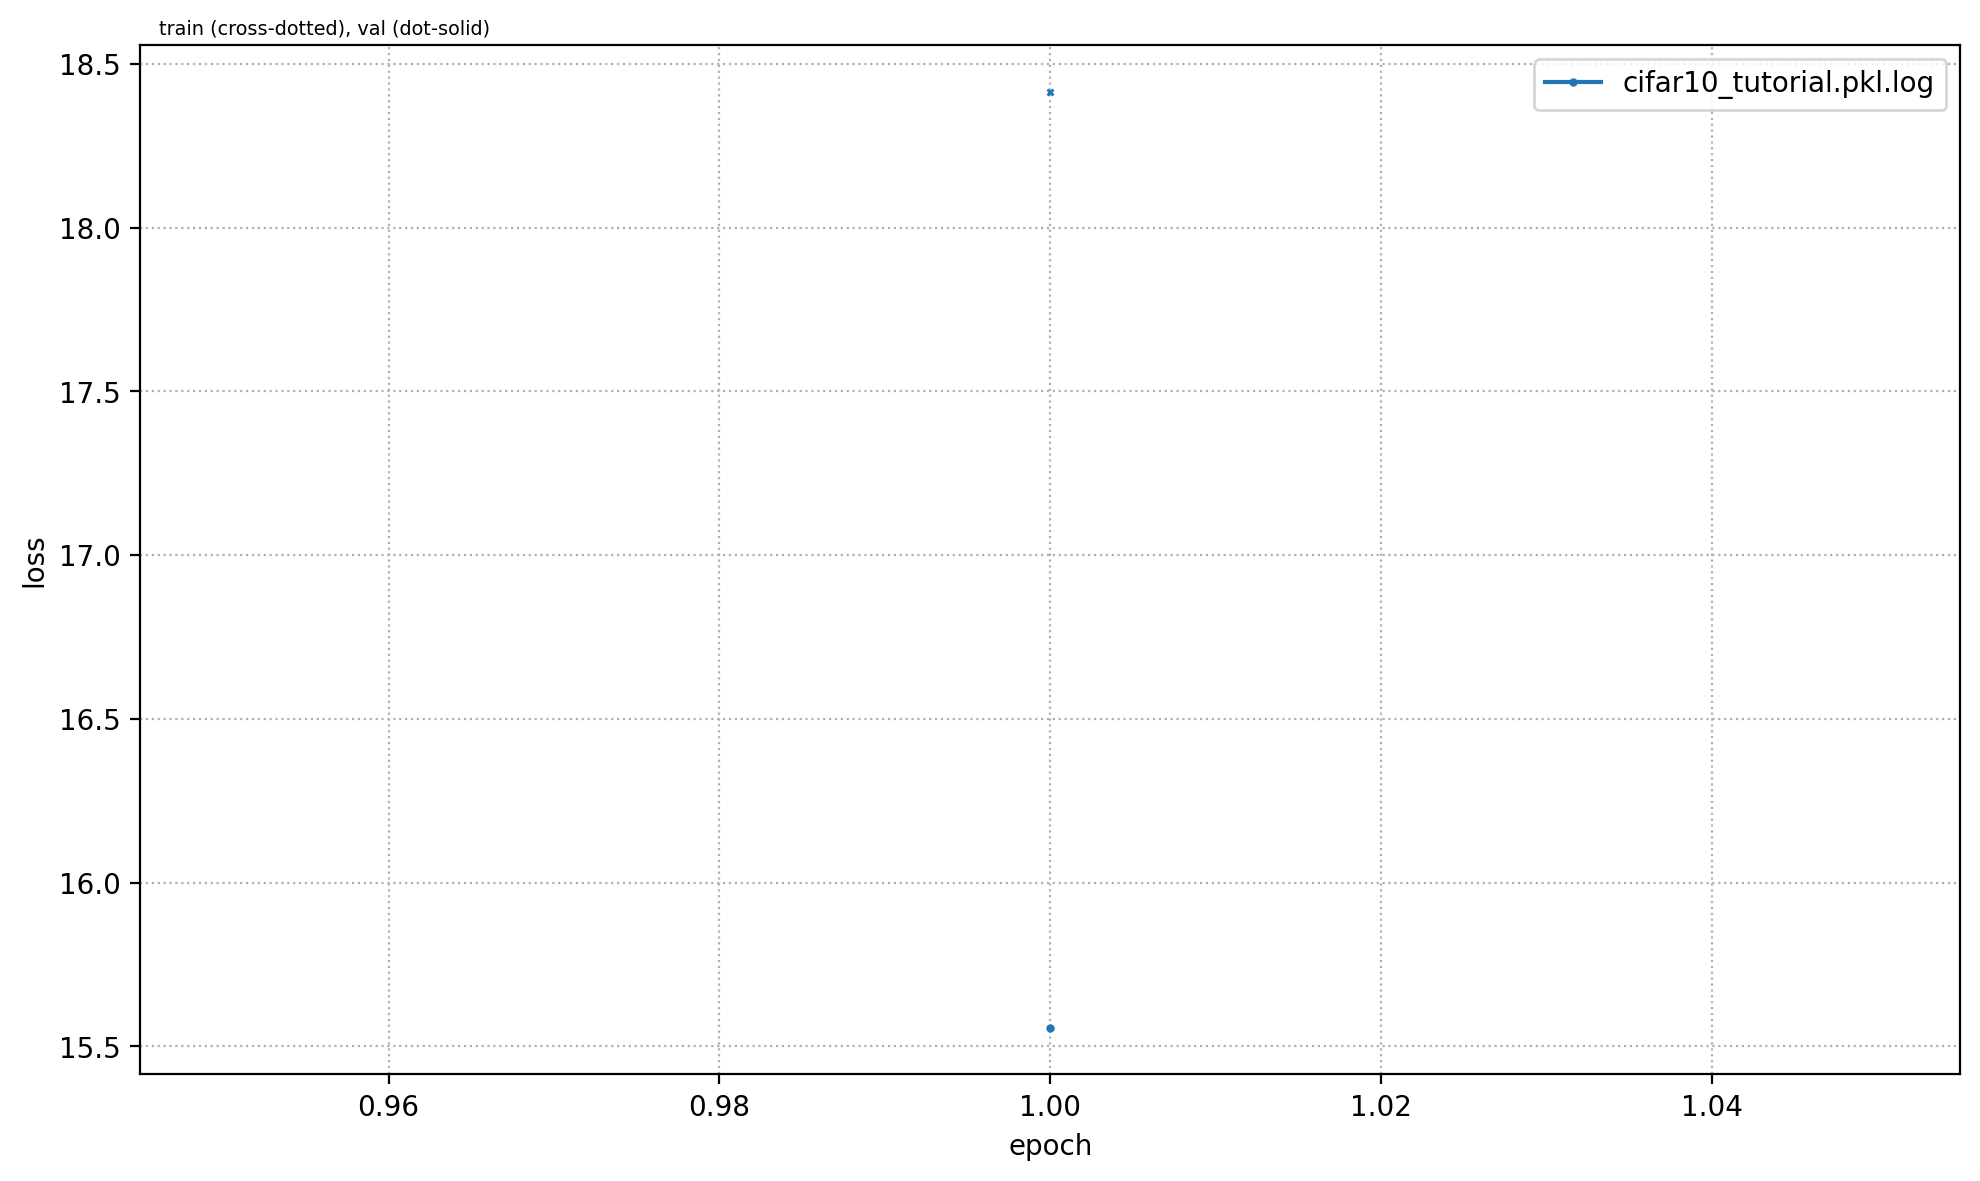 train (cross-dotted), val (dot-solid)
cifar10_tutorial.pkl.log
18.5
18.0
17.5
17.0
16.5
16.0
15.5
loss
0.96 0.98 1.00 1.02 1.04
epoch